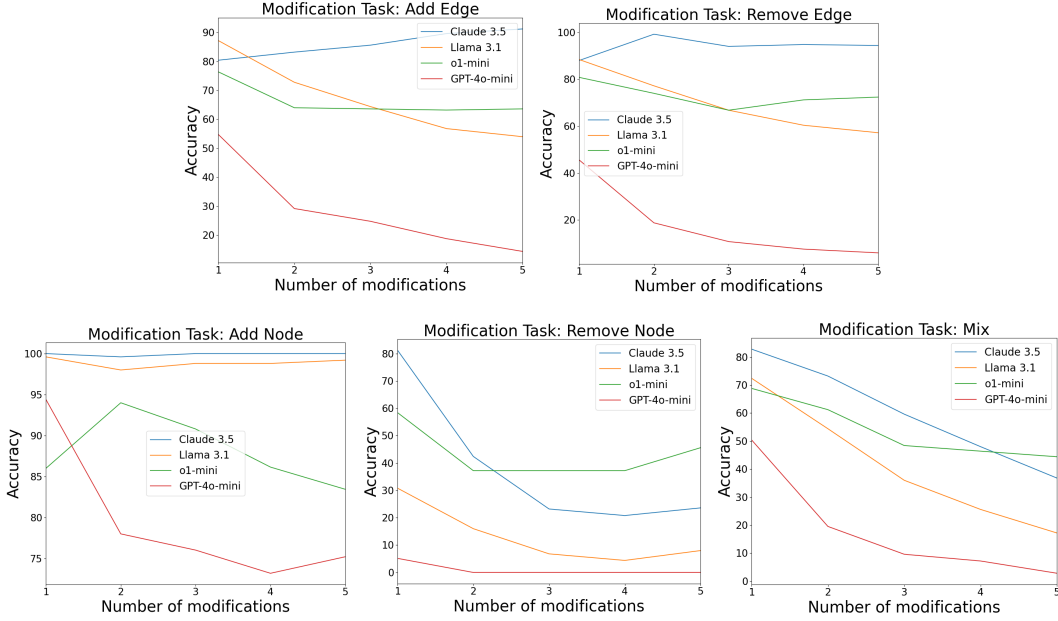 Modification Task: Add Edge
90
80
70
60
50
40
30
20
Accuracy
Claude 3.5
Llama 3.1
o1-mini
GPT-4o-mini
1 2 3 4 5
Number of modifications
Modification Task: Remove Edge
100
80
60
40
20
Accuracy
Claude 3.5
Llama 3.1
o1-mini
GPT-4o-mini
1 2 3 4 5
Number of modifications
Modification Task: Add Node
100
95
90
85
80
75
Accuracy
Claude 3.5
Llama 3.1
o1-mini
GPT-4o-mini
1 2 3 4 5
Number of modifications
Modification Task: Remove Node
80
70
60
50
40
30
20
10
0
Accuracy
Claude 3.5
Llama 3.1
o1-mini
GPT-4o-mini
1 2 3 4 5
Number of modifications
Modification Task: Mix
80
70
60
50
40
30
20
10
0
Accuracy
Claude 3.5
Llama 3.1
o1-mini
GPT-4o-mini
1 2 3 4 5
Number of modifications